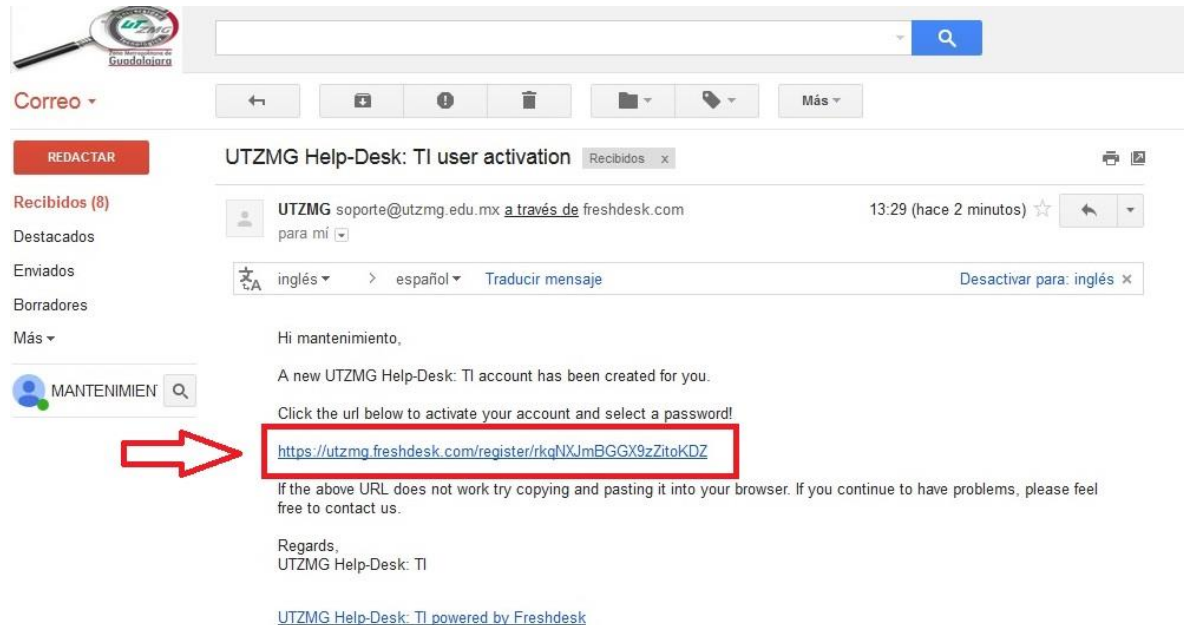 UTZMG
Zona Metropolitana de
Guadalajara
Correo
Más
REDACTAR
UTZMG Help-Desk: TI user activation Recibidos x
Recibidos (8)
UTZMG soporte@utzmg.edu.mx a través de freshdesk.com 13:29 (hace 2 minutos)
para mí
Destacados
Enviados
inglés > español Traducir mensaje Desactivar para: inglés ×
Borradores
Más
Hi mantenimiento,
A new UTZMG Help-Desk: TI account has been created for you.
MANTENIMIEN
Click the url below to activate your account and select a password!
https://utzmg.freshdesk.com/register/rkqNXJmBGGX9zZitoKDZ
If the above URL does not work try copying and pasting it into your browser. If you continue to have problems, please feel
free to contact us.
Regards,
UTZMG Help-Desk: TI
UTZMG Help-Desk: TI powered by Freshdesk